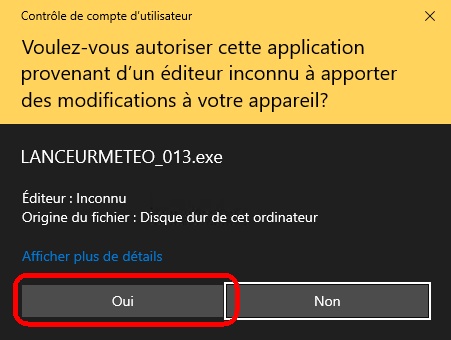 Contrôle de compte d'utilisateur
Voulez-vous autoriser cette application
provenant d'un éditeur inconnu à apporter
des modifications à votre appareil?
LANCEURMETEO_013.exe
Éditeur : Inconnu
Origine du fichier : Disque dur de cet ordinateur
Afficher plus de détails
Oui
Non